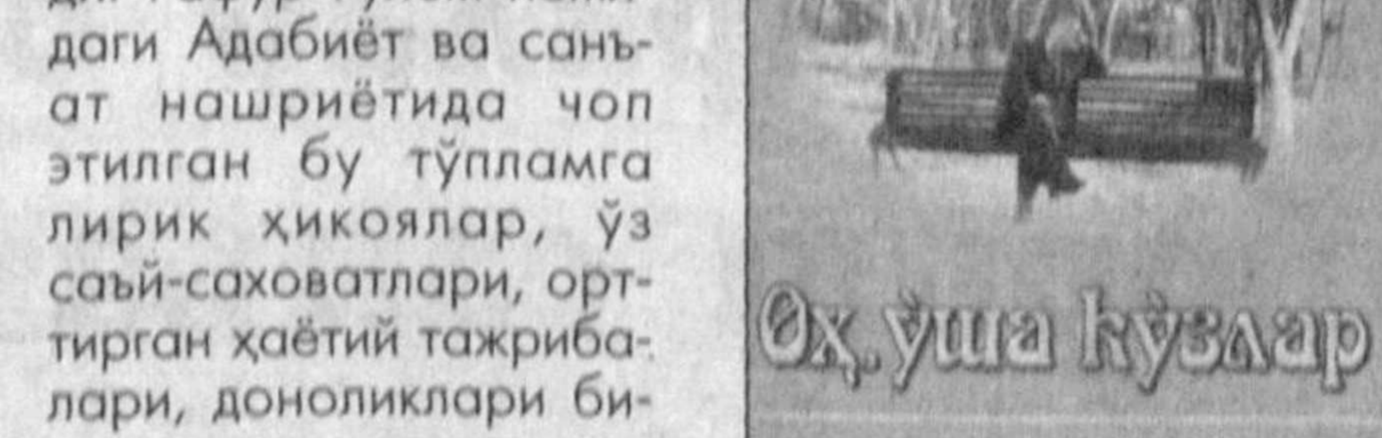 даги Адабиёт ва санъ-
ат нашриётида чоп
этилган бу тўпламга
лирик ҳикоялар, ўз
саъй-саховатлари, орт-
тирган ҳаётий тажриба-
лари, доноликлари би-
Оҳ, ўша кўзлар